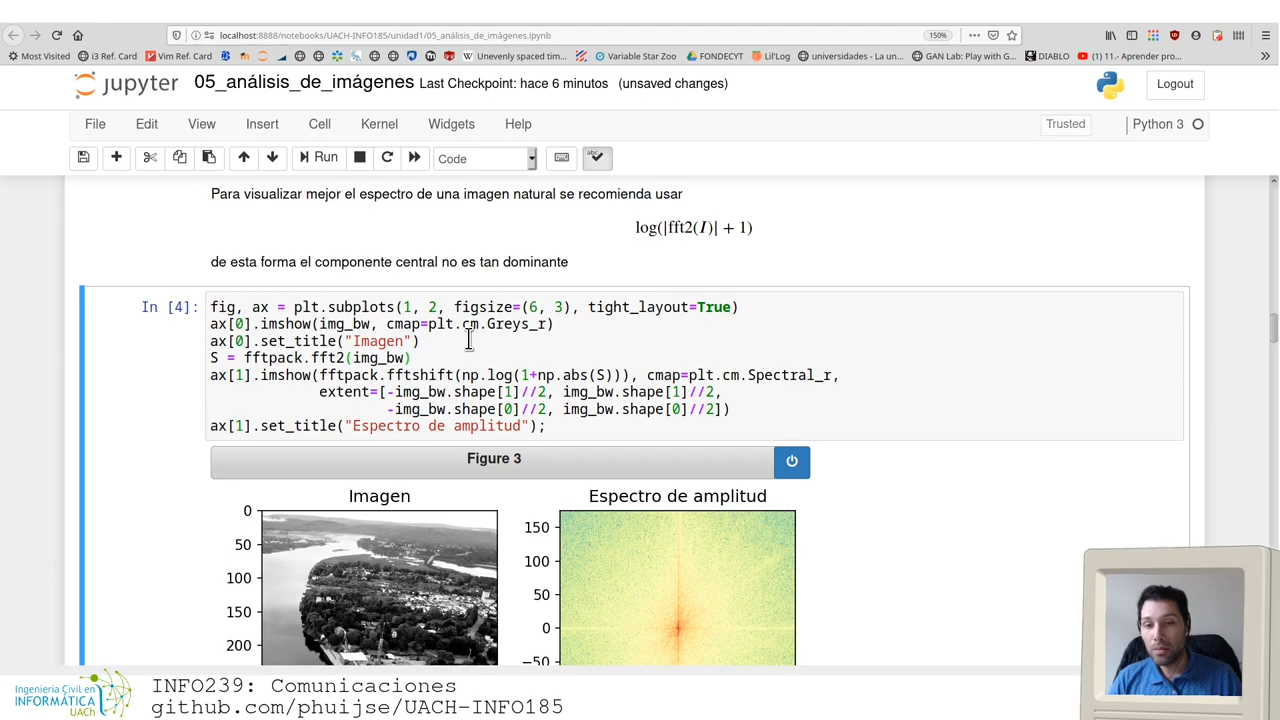 localhost:8888/notebooks/UACH-INFO185/unidad1/05_análisis_de_imágenes.ipynb
150%
Most Visited
i3 Ref. Card
Vim Ref. Card
Unevenly spaced tim...
Variable Star Zoo
FONDECYT
Lil'Log
universidades - La un...
GAN Lab: Play with G...
DIABLO
(1) 11.- Aprender pro...
jupyter 05_análisis_de_imágenes Last Checkpoint: hace 6 minutos (unsaved changes)
Logout
File Edit View Insert Cell Kernel Widgets Help
Trusted
Python 3
Run
Code
Para visualizar mejor el espectro de una imagen natural se recomienda usar
log(|fft2(I)| + 1)
de esta forma el componente central no es tan dominante
In [4]: fig, ax = plt.subplots(1, 2, figsize=(6, 3), tight_layout=True)
ax[0].imshow(img_bw, cmap=plt.cm.Greys_r)
ax[0].set_title("Imagen")
S = fftpack.fft2(img_bw)
ax[1].imshow(fftpack.fftshift(np.log(1+np.abs(S))), cmap=plt.cm.Spectral_r,
extent=[-img_bw.shape[1]//2, img_bw.shape[1]//2,
-img_bw.shape[0]//2, img_bw.shape[0]//2])
ax[1].set_title("Espectro de amplitud");
Figure 3
Imagen
0
50
100
150
200
Espectro de amplitud
150
100
50
0
−50
Ingeniería Civil en
INFORMÁTICA
UACh
INFO239: Comunicaciones
github.com/phuijse/UACH-INFO185